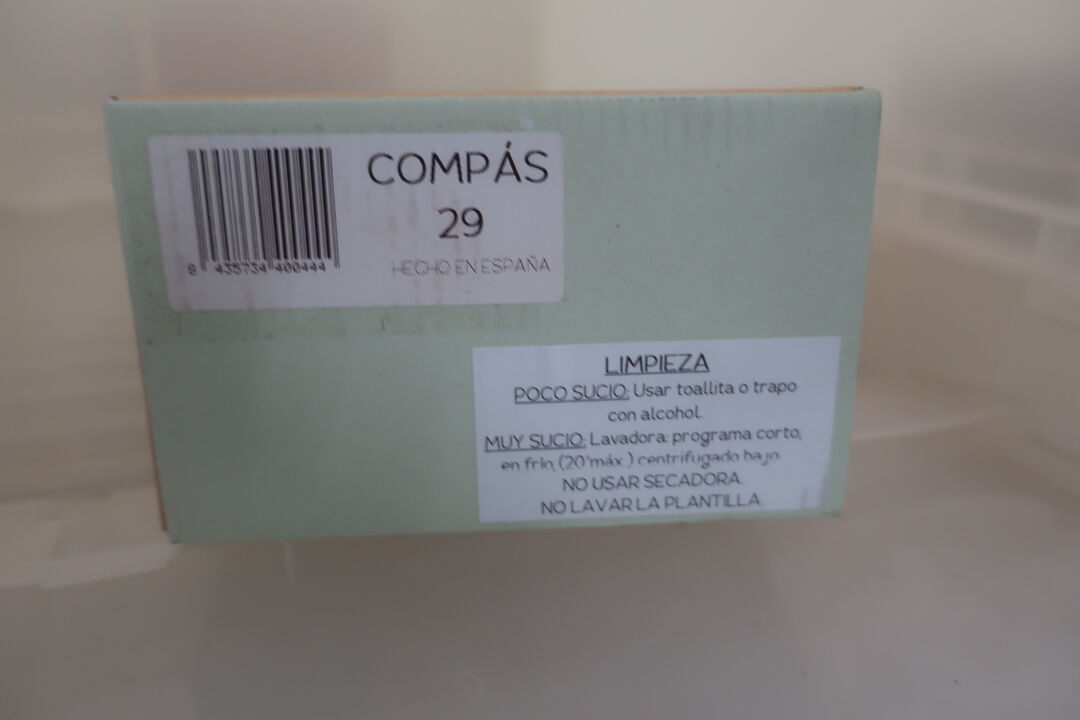 COMPÁS
29
8 435734 400444
HECHO EN ESPAÑA
LIMPIEZA
POCO SUCIO: Usar toallita o trapo
con alcohol.
MUY SUCIO: Lavadora: programa corto,
en frío, (20°máx.) centrifugado bajo
NO USAR SECADORA.
NO LAVAR LA PLANTILLA.